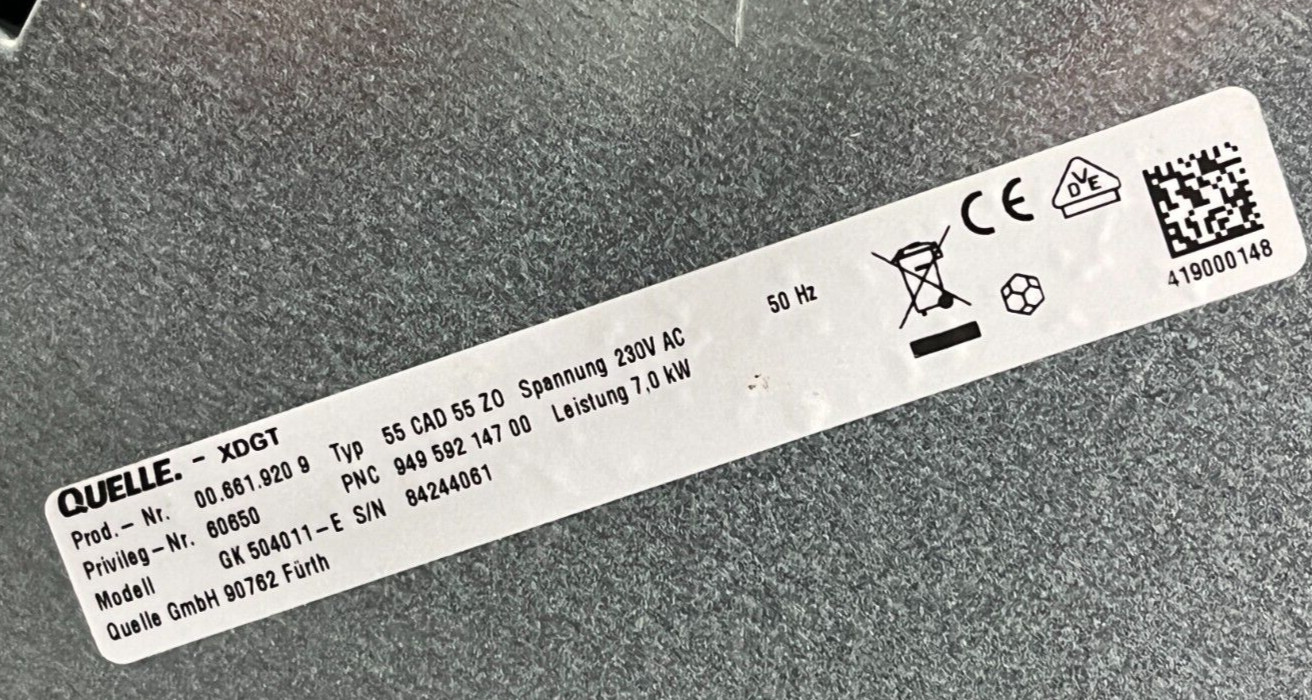 QUELLE. - XDGT
Prod.- Nr. 00.661.920 9 Typ 55 CAD 55 ZO Spannung 230V AC 50 Hz
Privileg-Nr. 60650 PNC 949 592 147 00 Leistung 7,0 kW
Modell GK 504011-E S/N 84244061
Quelle GmbH 90762 Fürth
CE
DVE
419000148